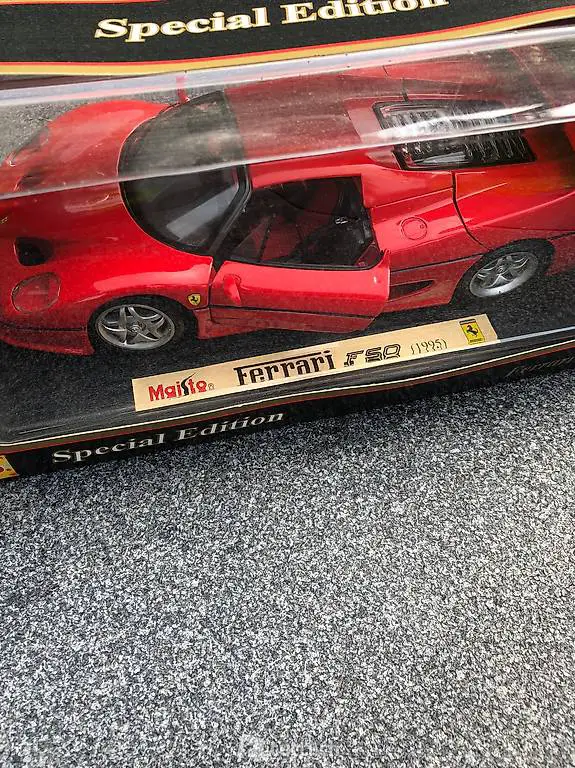 Special Edition
Maisto® Ferrari F50 (1995)
Special Edition